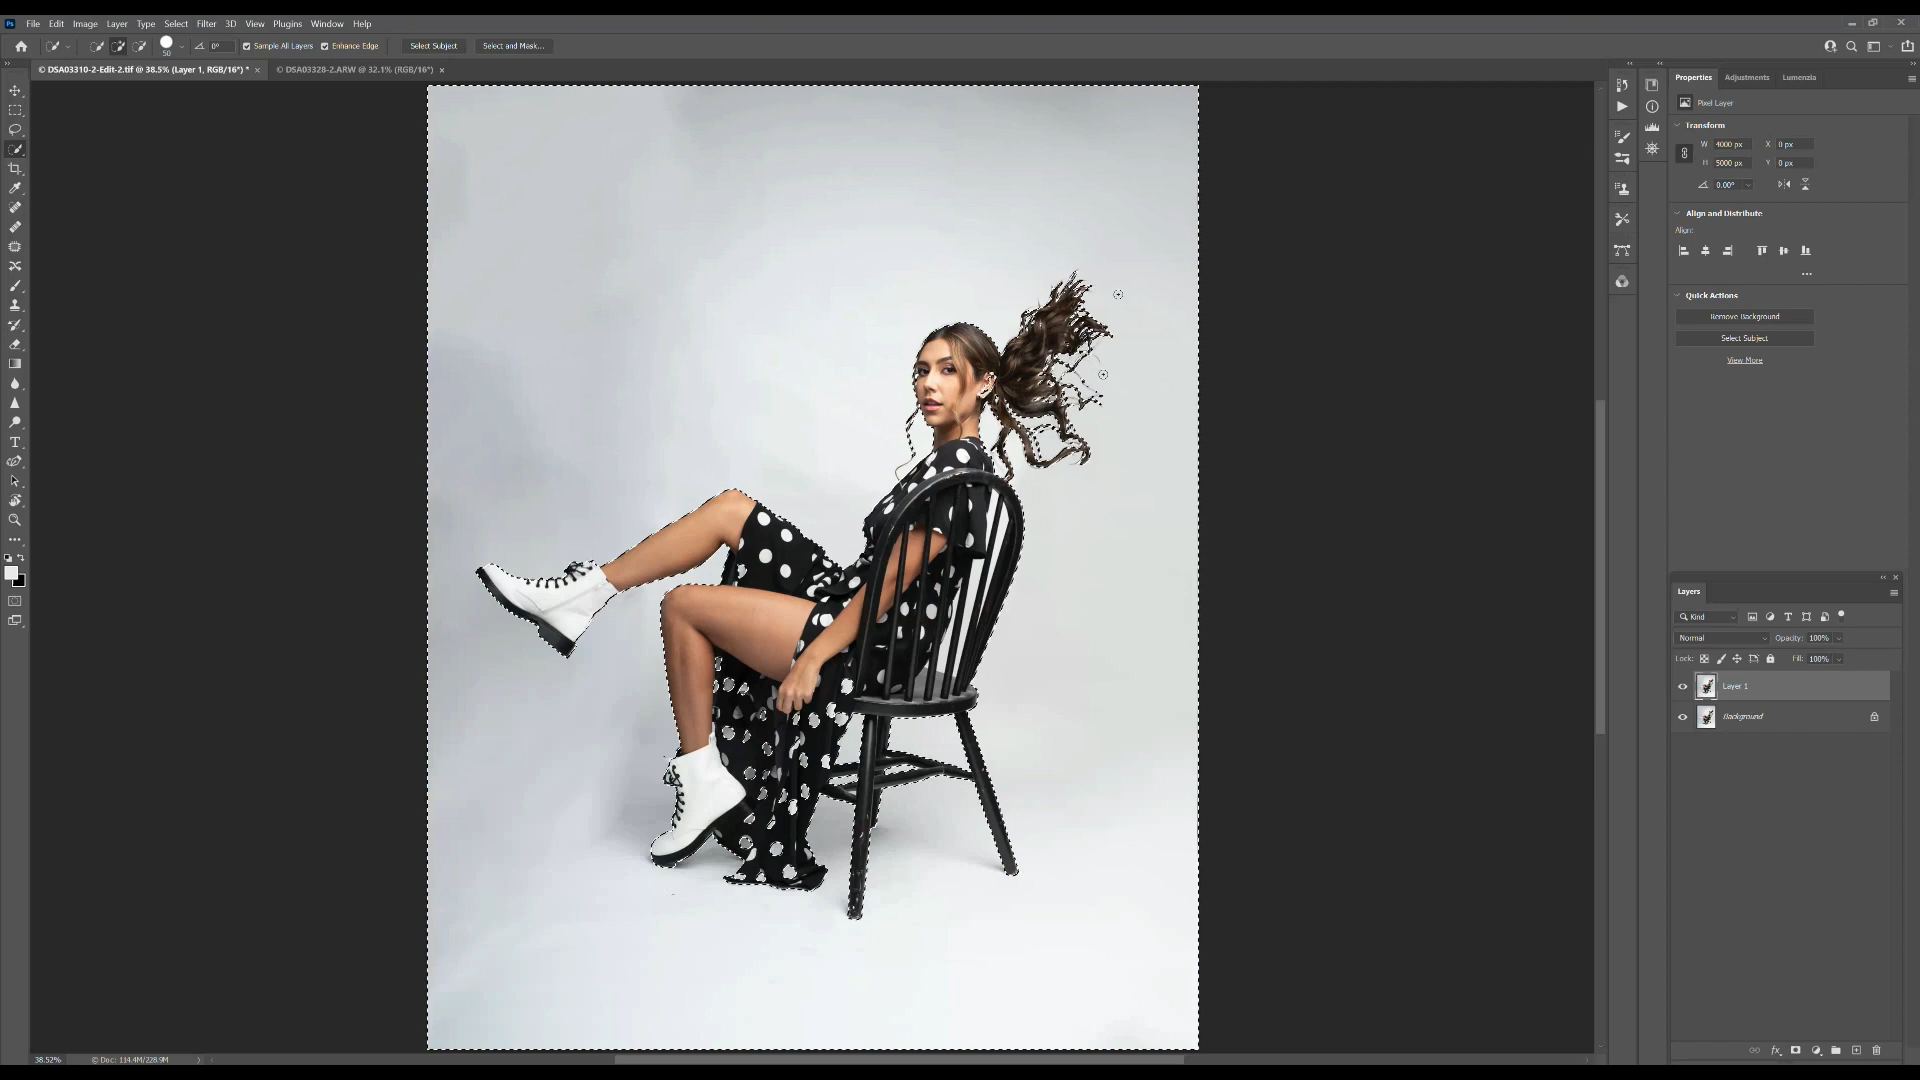 Ps File Edit Image Layer Type Select Filter 3D View Plugins Window Help
50 0° Sample All Layers Enhance Edge Select Subject Select and Mask...
© DSA03310-2-Edit-2.tif @ 38.5% (Layer 1, RGB/16*) * × © DSA03328-2.ARW @ 32.1% (RGB/16*) ×
Properties Adjustments Lumenzia
Pixel Layer
Transform
W 4000 px X 0 px
H 5000 px Y 0 px
0.00°
Align and Distribute
Align:
Quick Actions
Remove Background
Select Subject
View More
Layers
Kind
Normal Opacity: 100%
Lock: Fill: 100%
Layer 1
Background
fx
38.52% © Doc: 114.4M/228.9M